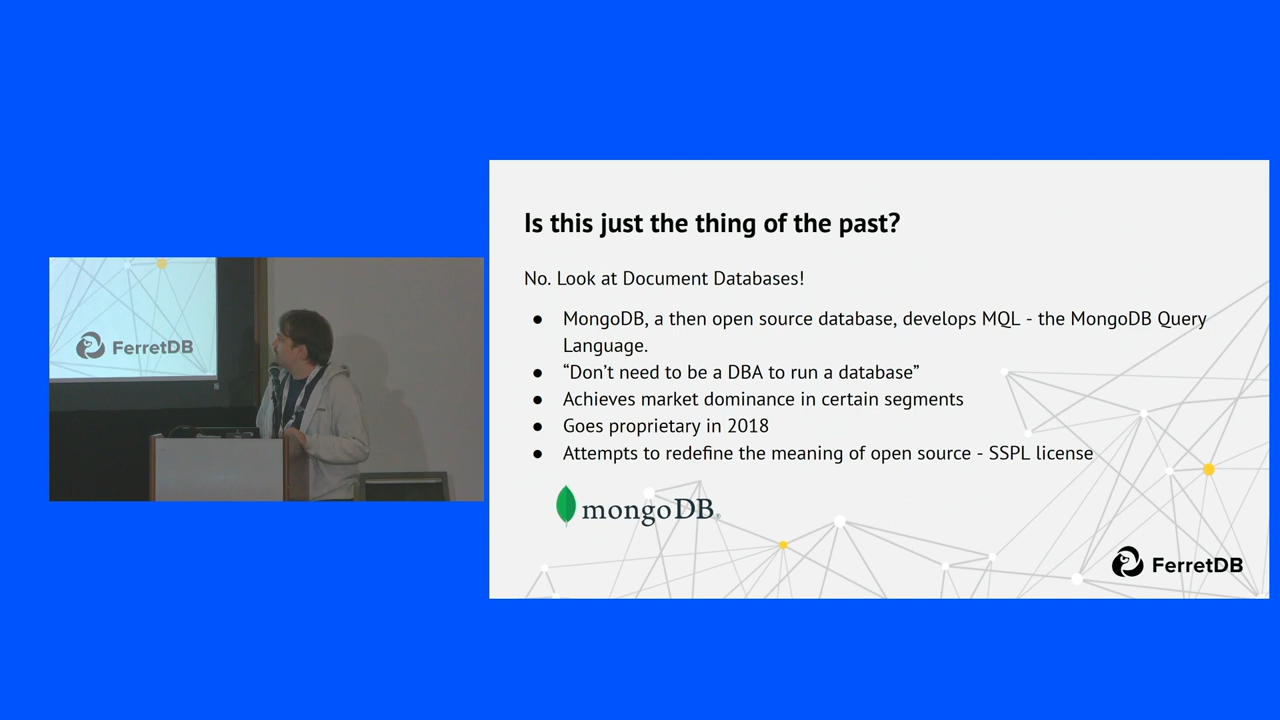 Is this just the thing of the past?
No. Look at Document Databases!
● MongoDB, a then open source database, develops MQL - the MongoDB Query
Language.
● “Don’t need to be a DBA to run a database”
● Achieves market dominance in certain segments
● Goes proprietary in 2018
● Attempts to redefine the meaning of open source - SSPL license
mongoDB®
FerretDB
FerretDB